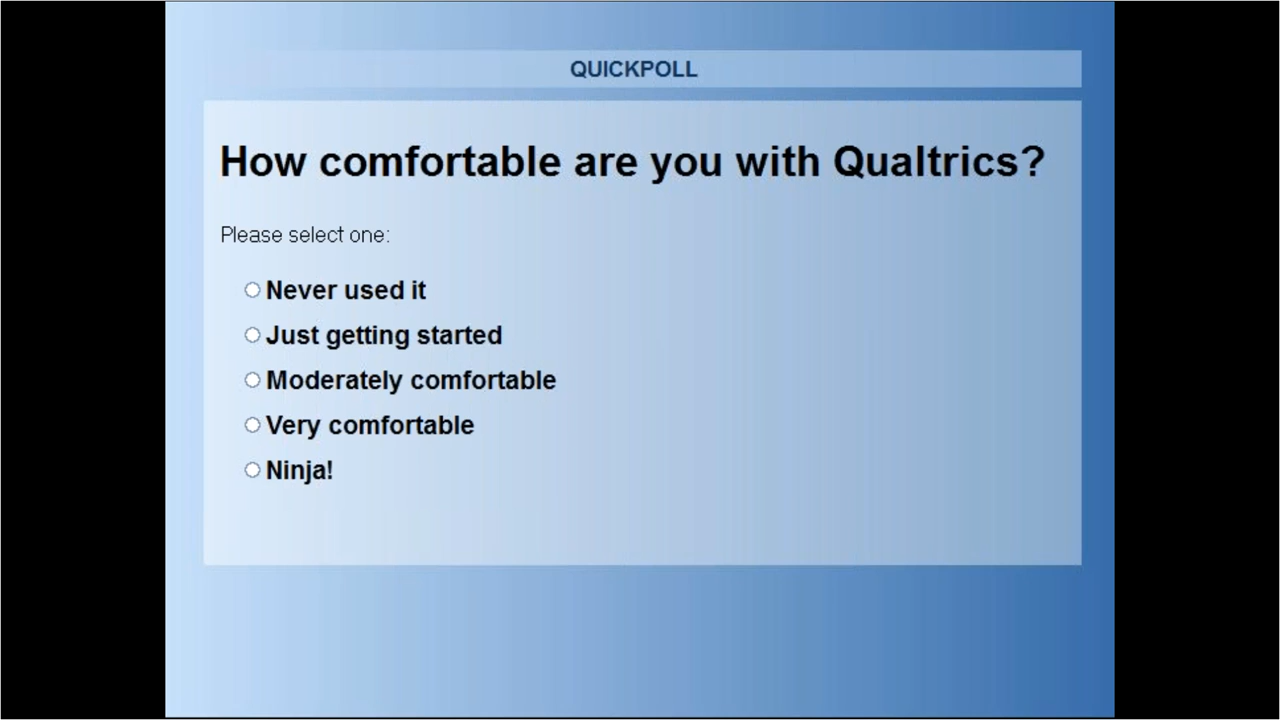 QUICKPOLL
How comfortable are you with Qualtrics?
Please select one:
Never used it
Just getting started
Moderately comfortable
Very comfortable
Ninja!